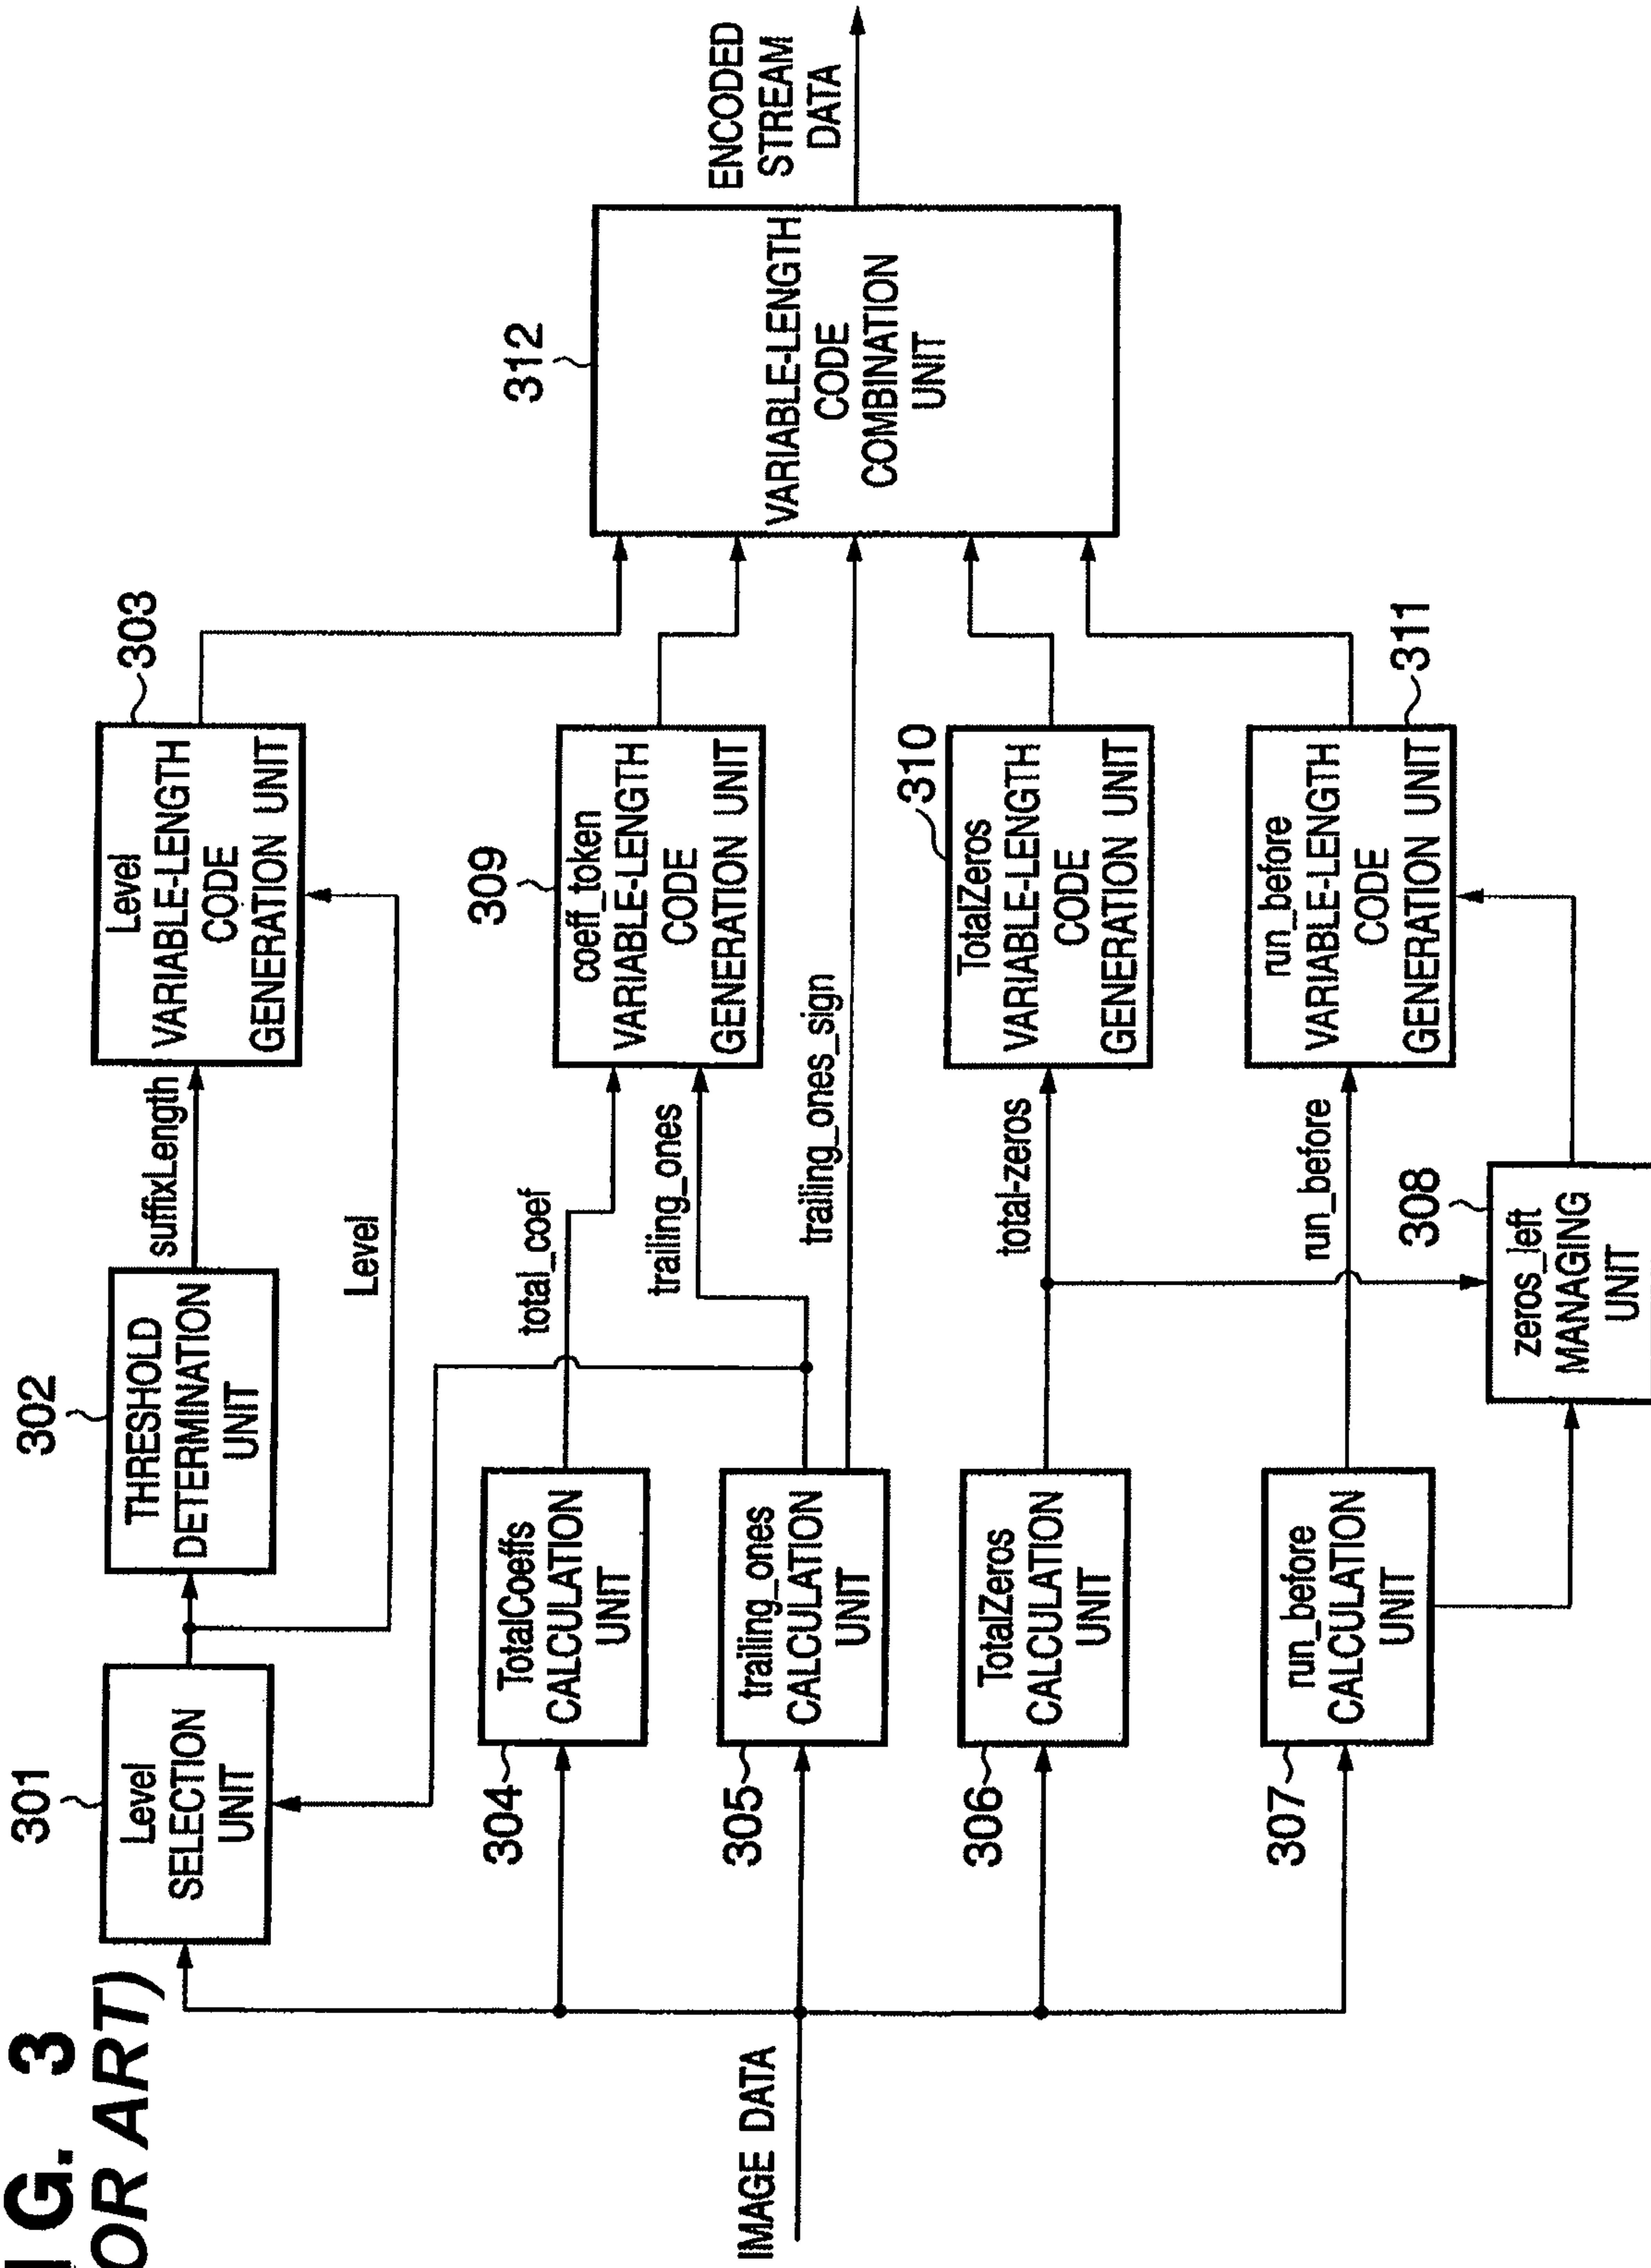 I G. 3
OR ART)
IMAGE DATA
301
Level
SELECTION
UNIT
302
THRESHOLD
DETERMINATION
UNIT
suffixLength
Level
303
Level
VARIABLE-LENGTH
CODE
GENERATION UNIT
304
TotalCoeffs
CALCULATION
UNIT
total_coef
305
trailing_ones
CALCULATION
UNIT
trailing_ones
trailing_ones_sign
309
coeff_token
VARIABLE-LENGTH
CODE
GENERATION UNIT
306
TotalZeros
CALCULATION
UNIT
total-zeros
310
TotalZeros
VARIABLE-LENGTH
CODE
GENERATION UNIT
307
run_before
CALCULATION
UNIT
run_before
308
zeros_left
MANAGING
UNIT
311
run_before
VARIABLE-LENGTH
CODE
GENERATION UNIT
312
VARIABLE-LENGTH
CODE
COMBINATION
UNIT
ENCODED
STREAM
DATA